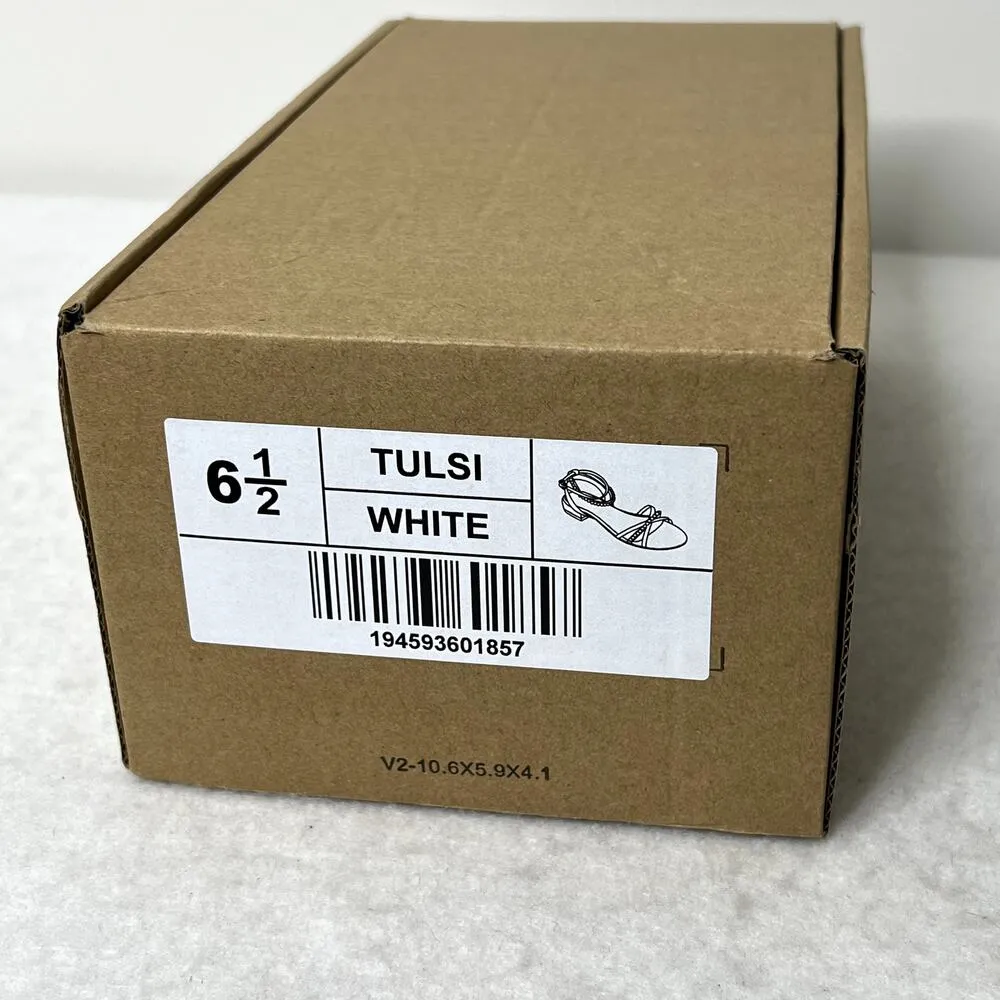 6 1/2
TULSI
WHITE
194593601857
V2-10.6X5.9X4.1